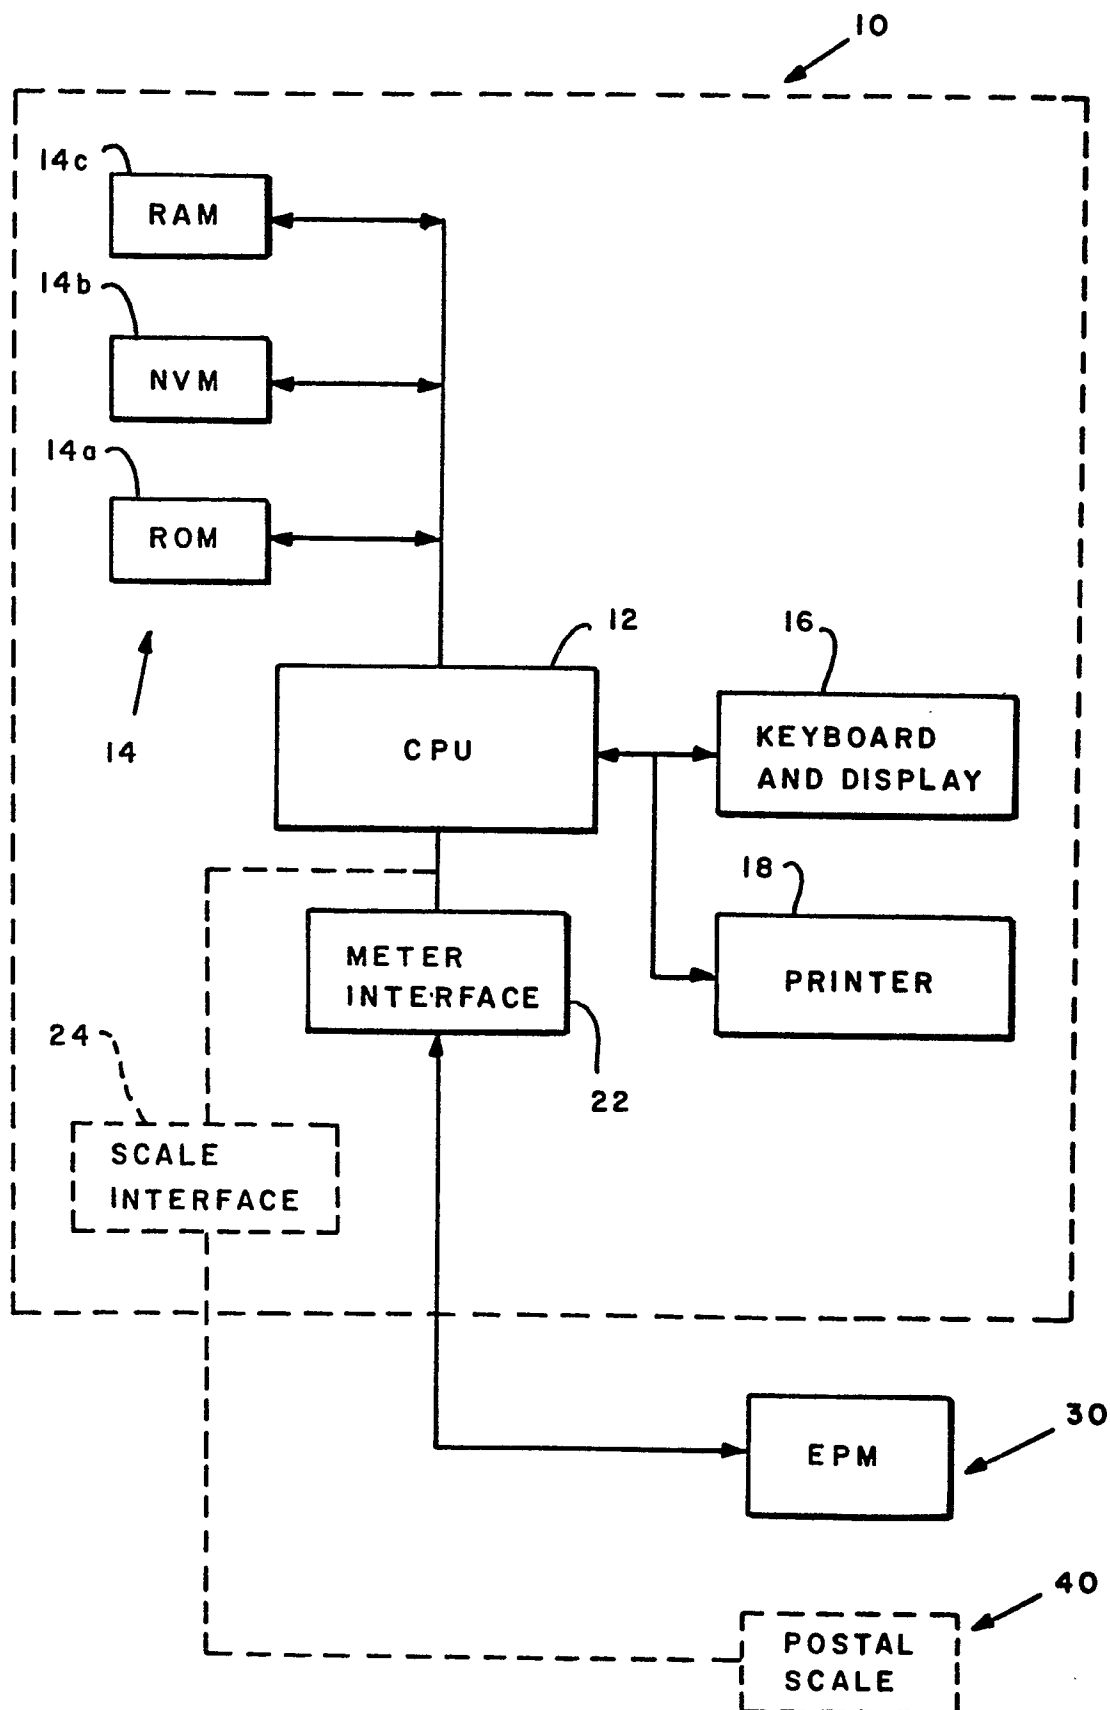 10
14c
RAM
14b
NVM
14a
ROM
14
12
CPU
16
KEYBOARD
AND DISPLAY
18
PRINTER
METER
INTERFACE
22
24
SCALE
INTERFACE
EPM
30
40
POSTAL
SCALE